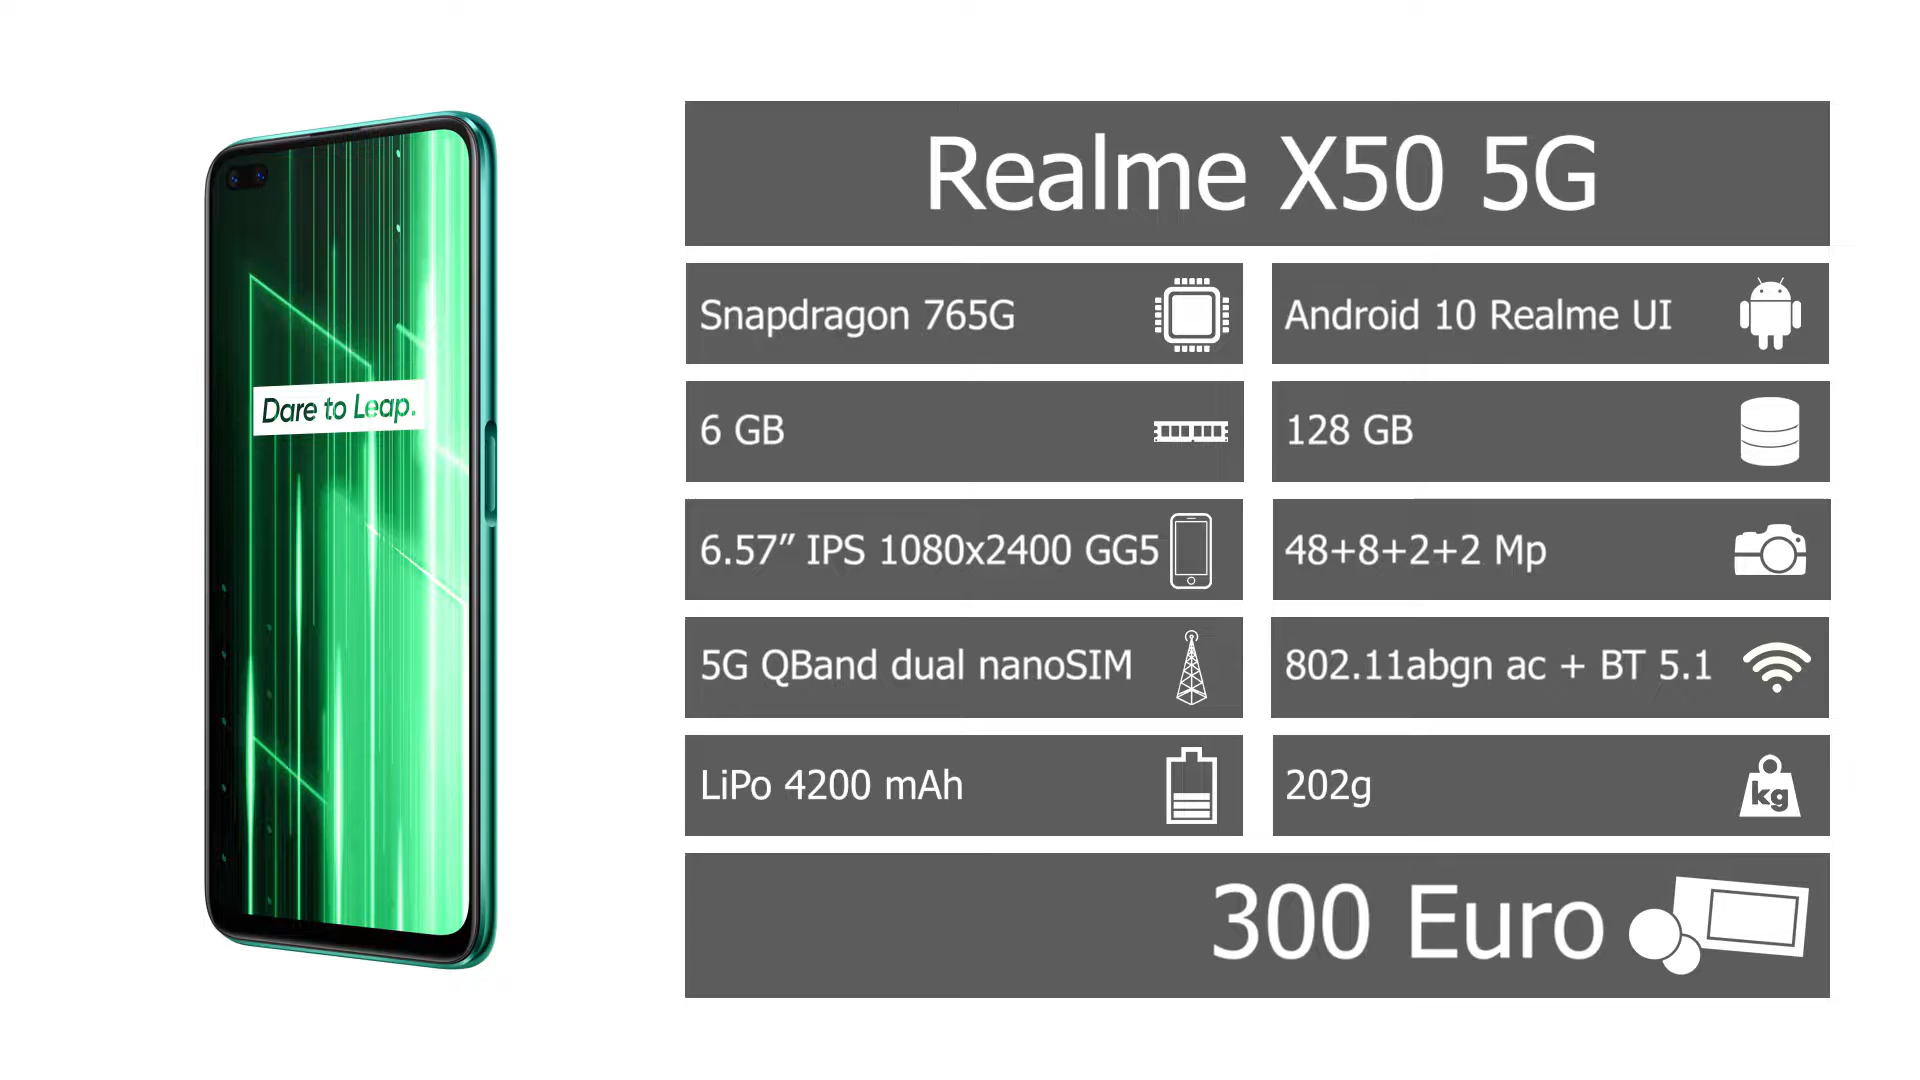 Realme X50 5G
Dare to Leap.
Snapdragon 765G
Android 10 Realme UI
6 GB
128 GB
6.57” IPS 1080x2400 GG5
48+8+2+2 Mp
5G QBand dual nanoSIM
802.11abgn ac + BT 5.1
LiPo 4200 mAh
202g
kg
300 Euro